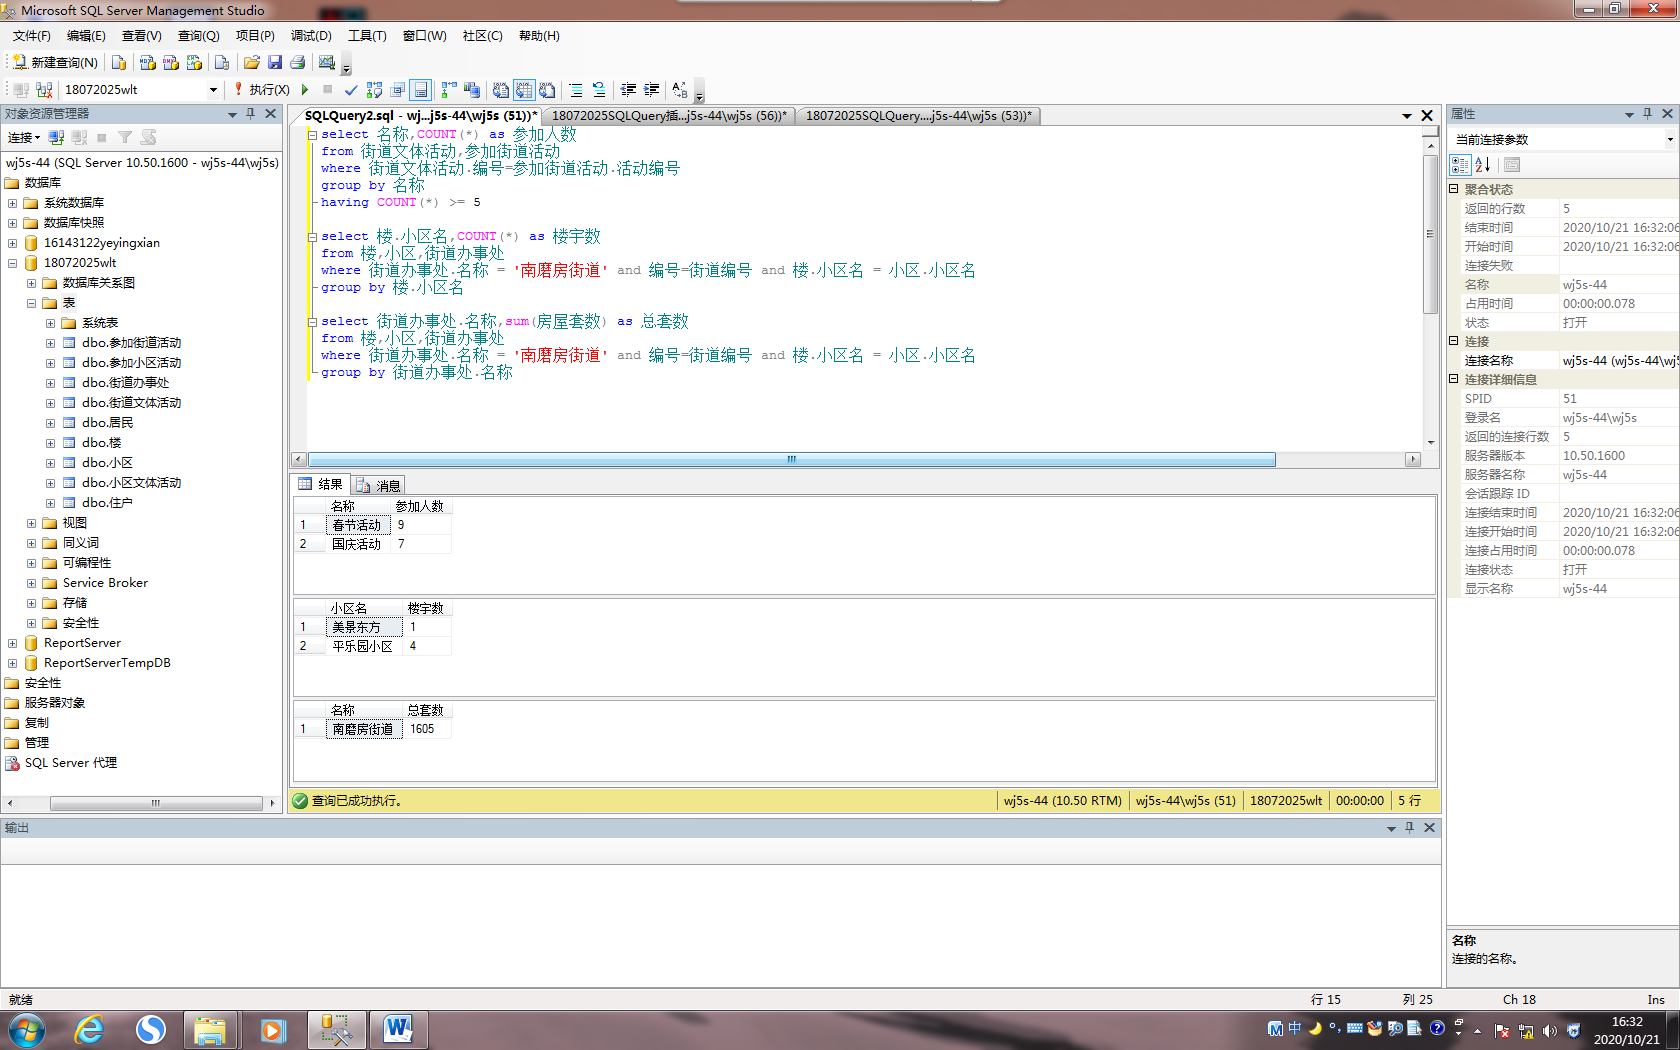 Microsoft SQL Server Management Studio
文件(F) 编辑(E) 查看(V) 查询(Q) 项目(P) 调试(D) 工具(T) 窗口(W) 社区(C) 帮助(H)
新建查询(N)
18072025wlt 执行(X)
对象资源管理器
连接
wj5s-44 (SQL Server 10.50.1600 - wj5s-44\wj5s)
数据库
系统数据库
数据库快照
16143122yeyingxian
18072025wlt
数据库关系图
表
系统表
dbo.参加街道活动
dbo.参加小区活动
dbo.街道办事处
dbo.街道文体活动
dbo.居民
dbo.楼
dbo.小区
dbo.小区文体活动
dbo.住户
视图
同义词
可编程性
Service Broker
存储
安全性
ReportServer
ReportServerTempDB
安全性
服务器对象
复制
管理
SQL Server 代理
SQLQuery2.sql - wj...j5s-44\wj5s (51))* 18072025SQLQuery插...j5s-44\wj5s (56))* 18072025SQLQuery....j5s-44\wj5s (53))*
select 名称,COUNT(*) as 参加人数
from 街道文体活动,参加街道活动
where 街道文体活动.编号=参加街道活动.活动编号
group by 名称
having COUNT(*) >= 5
select 楼.小区名,COUNT(*) as 楼宇数
from 楼,小区,街道办事处
where 街道办事处.名称 = '南磨房街道' and 编号=街道编号 and 楼.小区名 = 小区.小区名
group by 楼.小区名
select 街道办事处.名称,sum(房屋套数) as 总套数
from 楼,小区,街道办事处
where 街道办事处.名称 = '南磨房街道' and 编号=街道编号 and 楼.小区名 = 小区.小区名
group by 街道办事处.名称
结果 消息
名称 参加人数
1 春节活动 9
2 国庆活动 7
小区名 楼宇数
1 美景东方 1
2 平乐园小区 4
名称 总套数
1 南磨房街道 1605
查询已成功执行。 wj5s-44 (10.50 RTM) wj5s-44\wj5s (51) 18072025wlt 00:00:00 5 行
属性
当前连接参数
聚合状态
返回的行数 5
结束时间 2020/10/21 16:32:06
开始时间 2020/10/21 16:32:06
连接失败
名称 wj5s-44
占用时间 00:00:00.078
状态 打开
连接
连接名称 wj5s-44 (wj5s-44\wj5
连接详细信息
SPID 51
登录名 wj5s-44\wj5s
返回的连接行数 5
服务器版本 10.50.1600
服务器名称 wj5s-44
会话跟踪 ID
连接结束时间 2020/10/21 16:32:06
连接开始时间 2020/10/21 16:32:06
连接占用时间 00:00:00.078
连接状态 打开
显示名称 wj5s-44
名称
连接的名称。
输出
就绪 行 15 列 25 Ch 18 Ins
中
16:32
2020/10/21